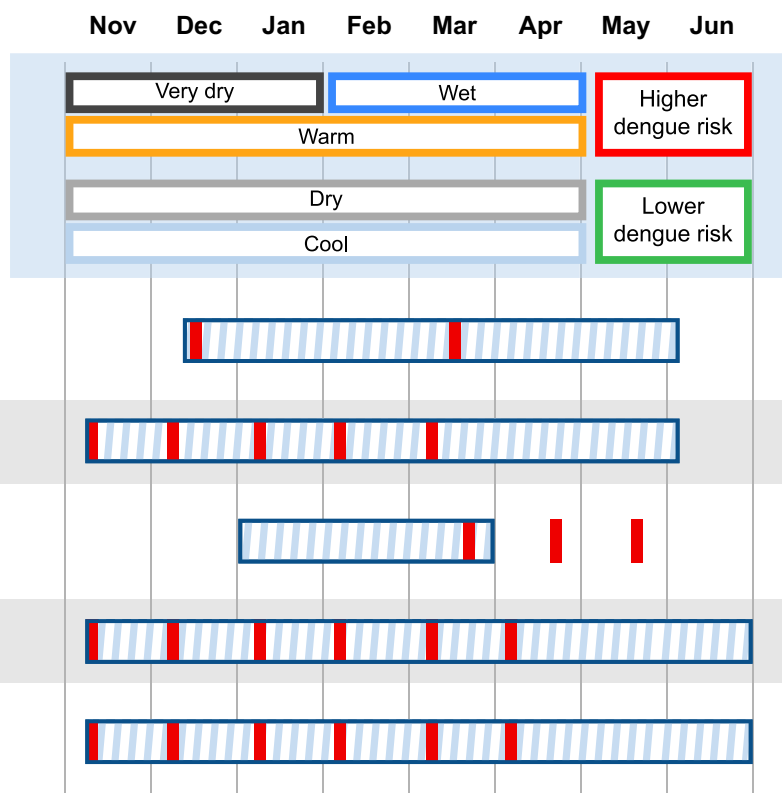 Nov Dec Jan Feb Mar Apr May Jun
Very dry
Wet
Higher
dengue risk
Warm
Dry
Lower
dengue risk
Cool